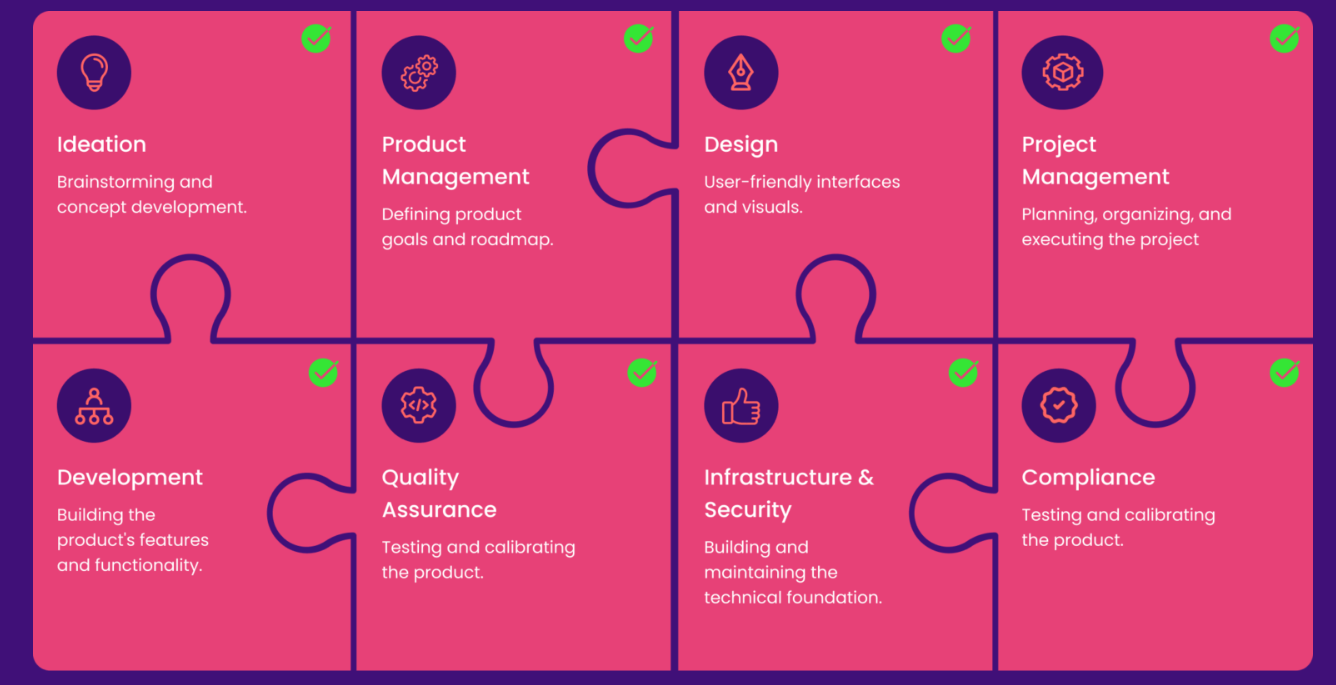 Ideation
Brainstorming and
concept development.
Product
Management
Defining product
goals and roadmap.
Design
User-friendly interfaces
and visuals.
Project
Management
Planning, organizing, and
executing the project
Development
Building the
product's features
and functionality.
Quality
Assurance
Testing and calibrating
the product.
Infrastructure &
Security
Building and
maintaining the
technical foundation.
Compliance
Testing and calibrating
the product.